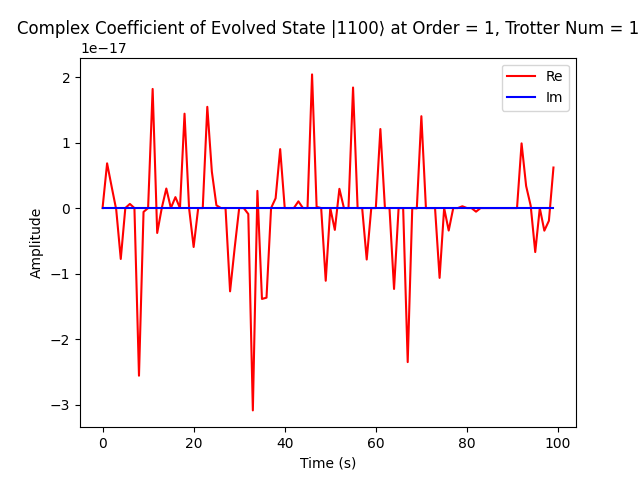 Complex Coefficient of Evolved State |1100⟩ at Order = 1, Trotter Num = 1
1e−17
Re
Im
2
1
0
−1
−2
−3
Amplitude
0 20 40 60 80 100
Time (s)